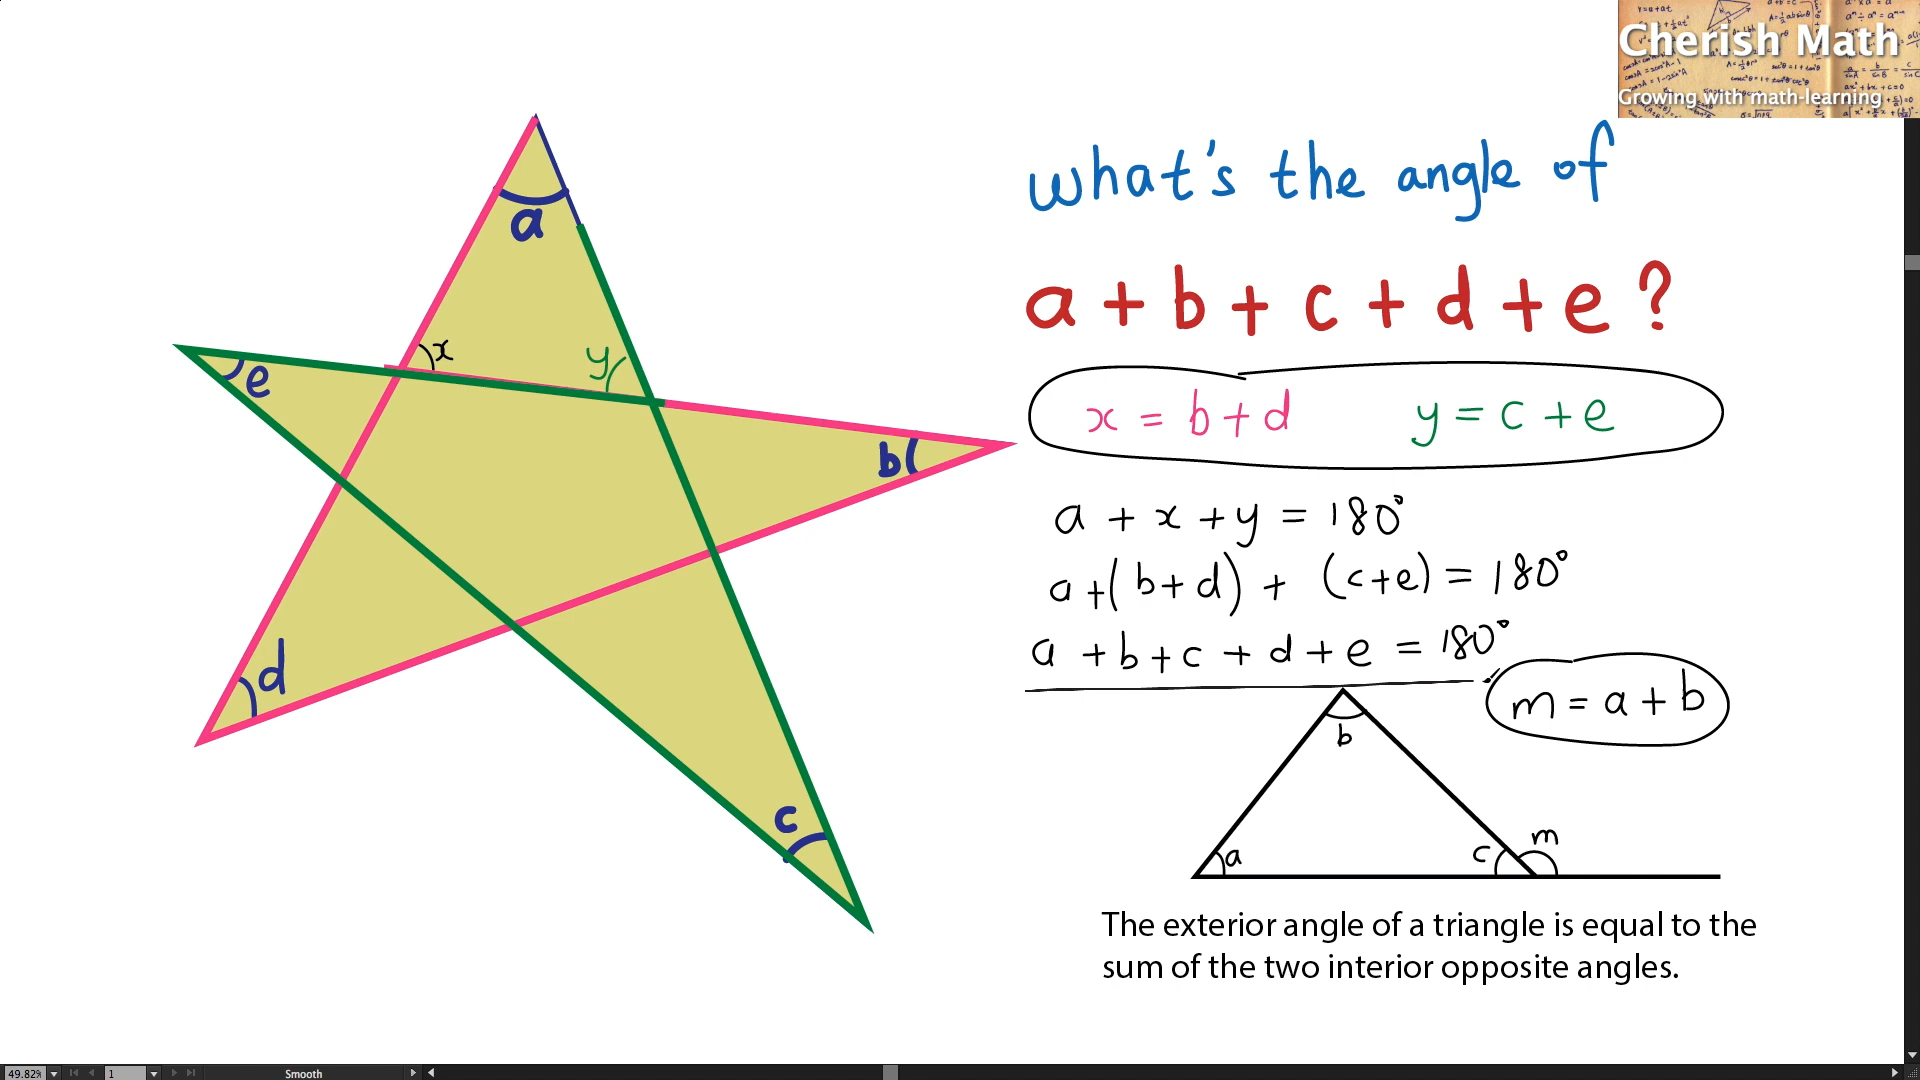 Cherish Math
Growing with math-learning
what's the angle of
a + b + c + d + e ?
x = b + d y = c + e
a + x + y = 180°
a + (b + d) + (c + e) = 180°
a + b + c + d + e = 180°
m = a + b
a
x
y
e
b
d
c
b
a
c
m
The exterior angle of a triangle is equal to the
sum of the two interior opposite angles.
49.82%
1
Smooth